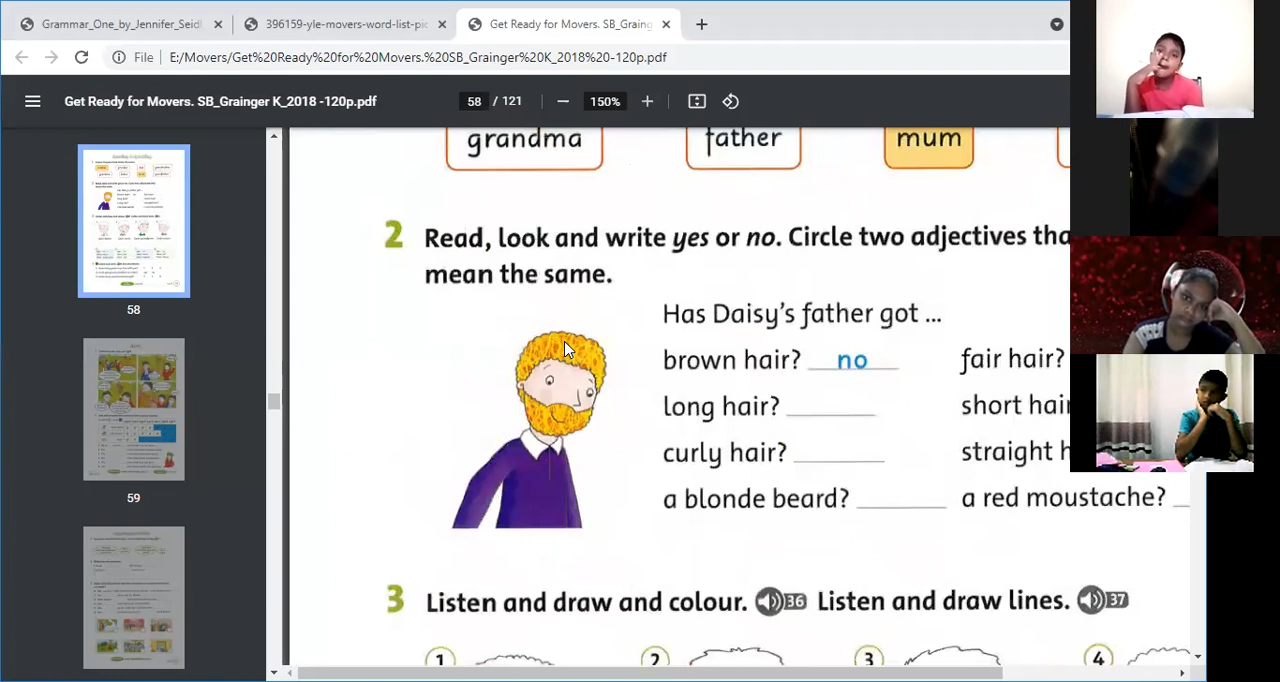 Grammar_One_by_Jennifer_Seidl
396159-yle-movers-word-list-pic
Get Ready for Movers. SB_Grainger
File E:/Movers/Get%20Ready%20for%20Movers.%20SB_Grainger%20K_2018%20-120p.pdf
Get Ready for Movers. SB_Grainger K_2018 -120p.pdf
58 / 121
150%
grandma father mum
2 Read, look and write yes or no. Circle two adjectives tha
mean the same.
Has Daisy's father got ...
brown hair? no fair hair?
long hair? short hair
curly hair? straight h
a blonde beard? a red moustache?
3 Listen and draw and colour. 36 Listen and draw lines. 37
1 2 3 4
58
59